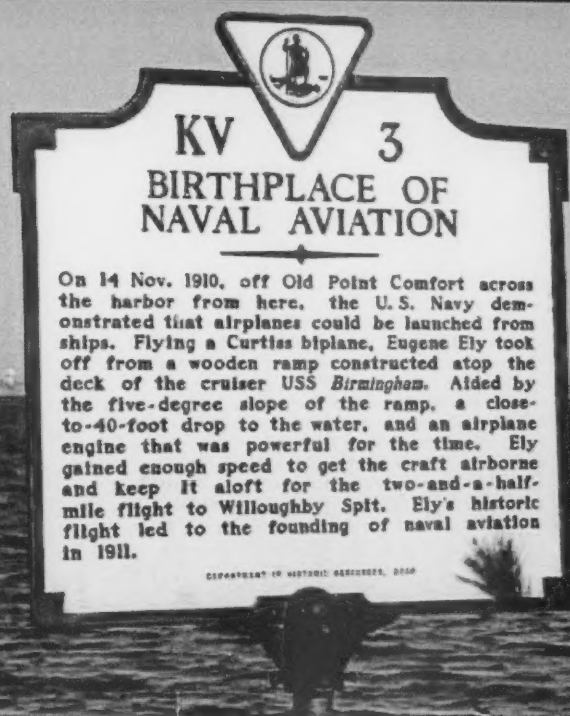 KV 3
BIRTHPLACE OF
NAVAL AVIATION
On 14 Nov. 1910, off Old Point Comfort across
the harbor from here, the U.S. Navy dem-
onstrated that airplanes could be launched from
ships. Flying a Curtiss biplane, Eugene Ely took
off from a wooden ramp constructed atop the
deck of the cruiser USS Birmingham. Aided by
the five-degree slope of the ramp, a close-
to-40-foot drop to the water, and an airplane
engine that was powerful for the time, Ely
gained enough speed to get the craft airborne
and keep it aloft for the two-and-a-half-
mile flight to Willoughby Spit. Ely's historic
flight led to the founding of naval aviation
in 1911.
DEPARTMENT OF HISTORIC RESOURCES,